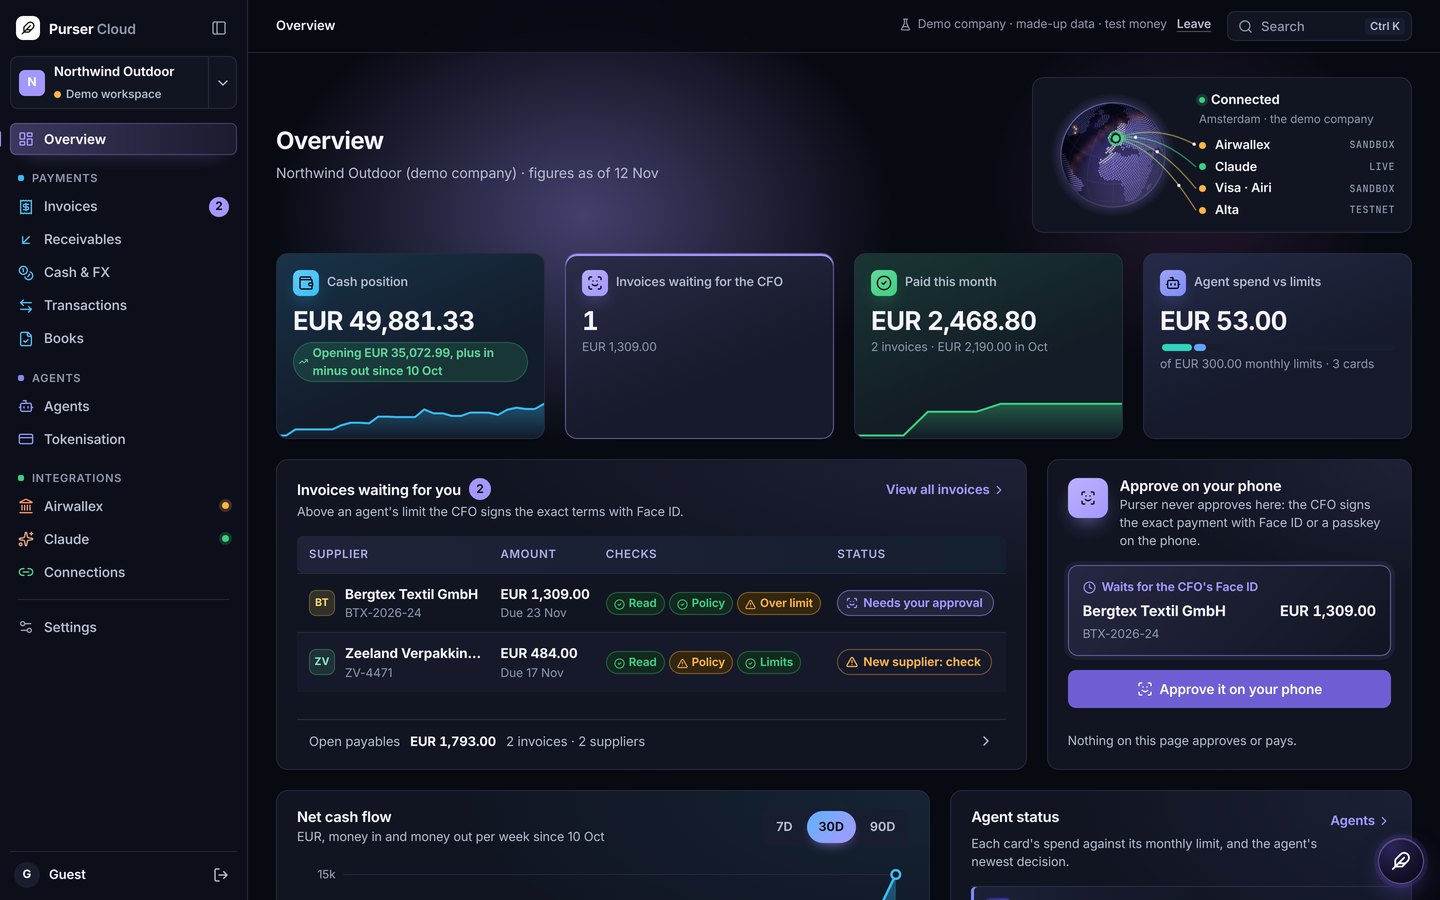 Purser Cloud
N
Northwind Outdoor
Demo workspace
Overview
PAYMENTS
Invoices 2
Receivables
Cash & FX
Transactions
Books
AGENTS
Agents
Tokenisation
INTEGRATIONS
Airwallex
Claude
Connections
Settings
G Guest
Overview
Demo company · made-up data · test money Leave
Search Ctrl K
Overview
Northwind Outdoor (demo company) · figures as of 12 Nov
Connected
Amsterdam · the demo company
Airwallex SANDBOX
Claude LIVE
Visa · Airi SANDBOX
Alta TESTNET
Cash position
EUR 49,881.33
Opening EUR 35,072.99, plus in
minus out since 10 Oct
Invoices waiting for the CFO
1
EUR 1,309.00
Paid this month
EUR 2,468.80
2 invoices · EUR 2,190.00 in Oct
Agent spend vs limits
EUR 53.00
of EUR 300.00 monthly limits · 3 cards
Invoices waiting for you 2
View all invoices
Above an agent's limit the CFO signs the exact terms with Face ID.
SUPPLIER AMOUNT CHECKS STATUS
BT Bergtex Textil GmbH EUR 1,309.00 Read Policy Over limit Needs your approval
BTX-2026-24 Due 23 Nov
ZV Zeeland Verpakkin... EUR 484.00 Read Policy Limits New supplier: check
ZV-4471 Due 17 Nov
Open payables EUR 1,793.00 2 invoices · 2 suppliers
Approve on your phone
Purser never approves here: the CFO signs
the exact payment with Face ID or a passkey
on the phone.
Waits for the CFO's Face ID
Bergtex Textil GmbH EUR 1,309.00
BTX-2026-24
Approve it on your phone
Nothing on this page approves or pays.
Net cash flow
EUR, money in and money out per week since 10 Oct
7D 30D 90D
15k
Agent status
Agents
Each card's spend against its monthly limit, and the agent's
newest decision.